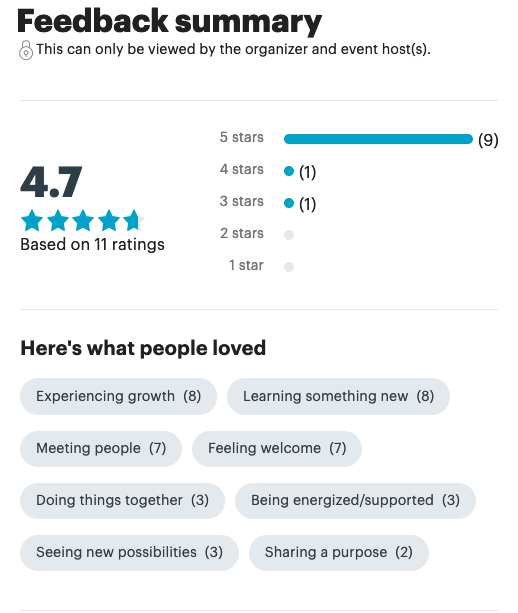 Feedback summary
This can only be viewed by the organizer and event host(s).
4.7
Based on 11 ratings
5 stars (9)
4 stars (1)
3 stars (1)
2 stars
1 star
Here's what people loved
Experiencing growth (8) Learning something new (8)
Meeting people (7) Feeling welcome (7)
Doing things together (3) Being energized/supported (3)
Seeing new possibilities (3) Sharing a purpose (2)